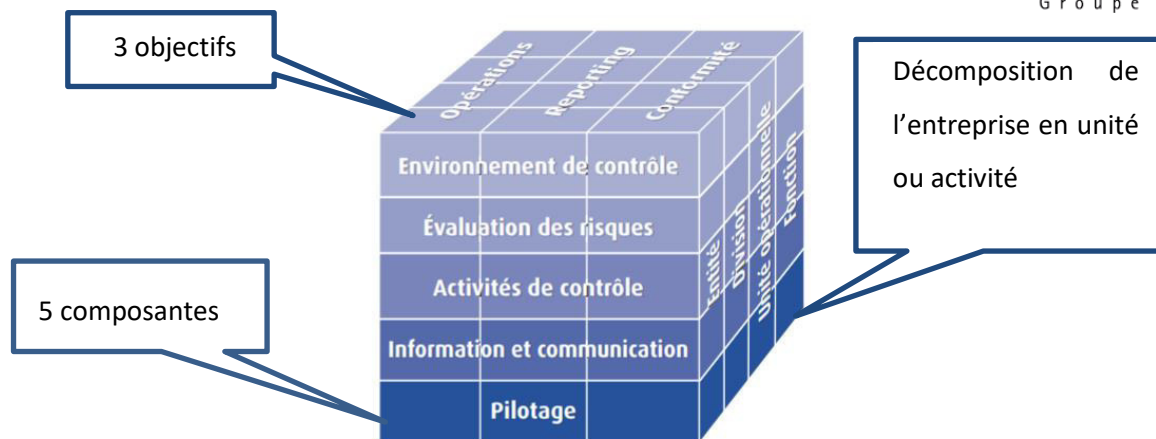 Groupe
3 objectifs
Opérations
Reporting
Conformité
Décomposition de
l’entreprise en unité
ou activité
Environnement de contrôle
Évaluation des risques
Activités de contrôle
Information et communication
Pilotage
Entité
Division
Unité opérationnelle
Fonction
5 composantes